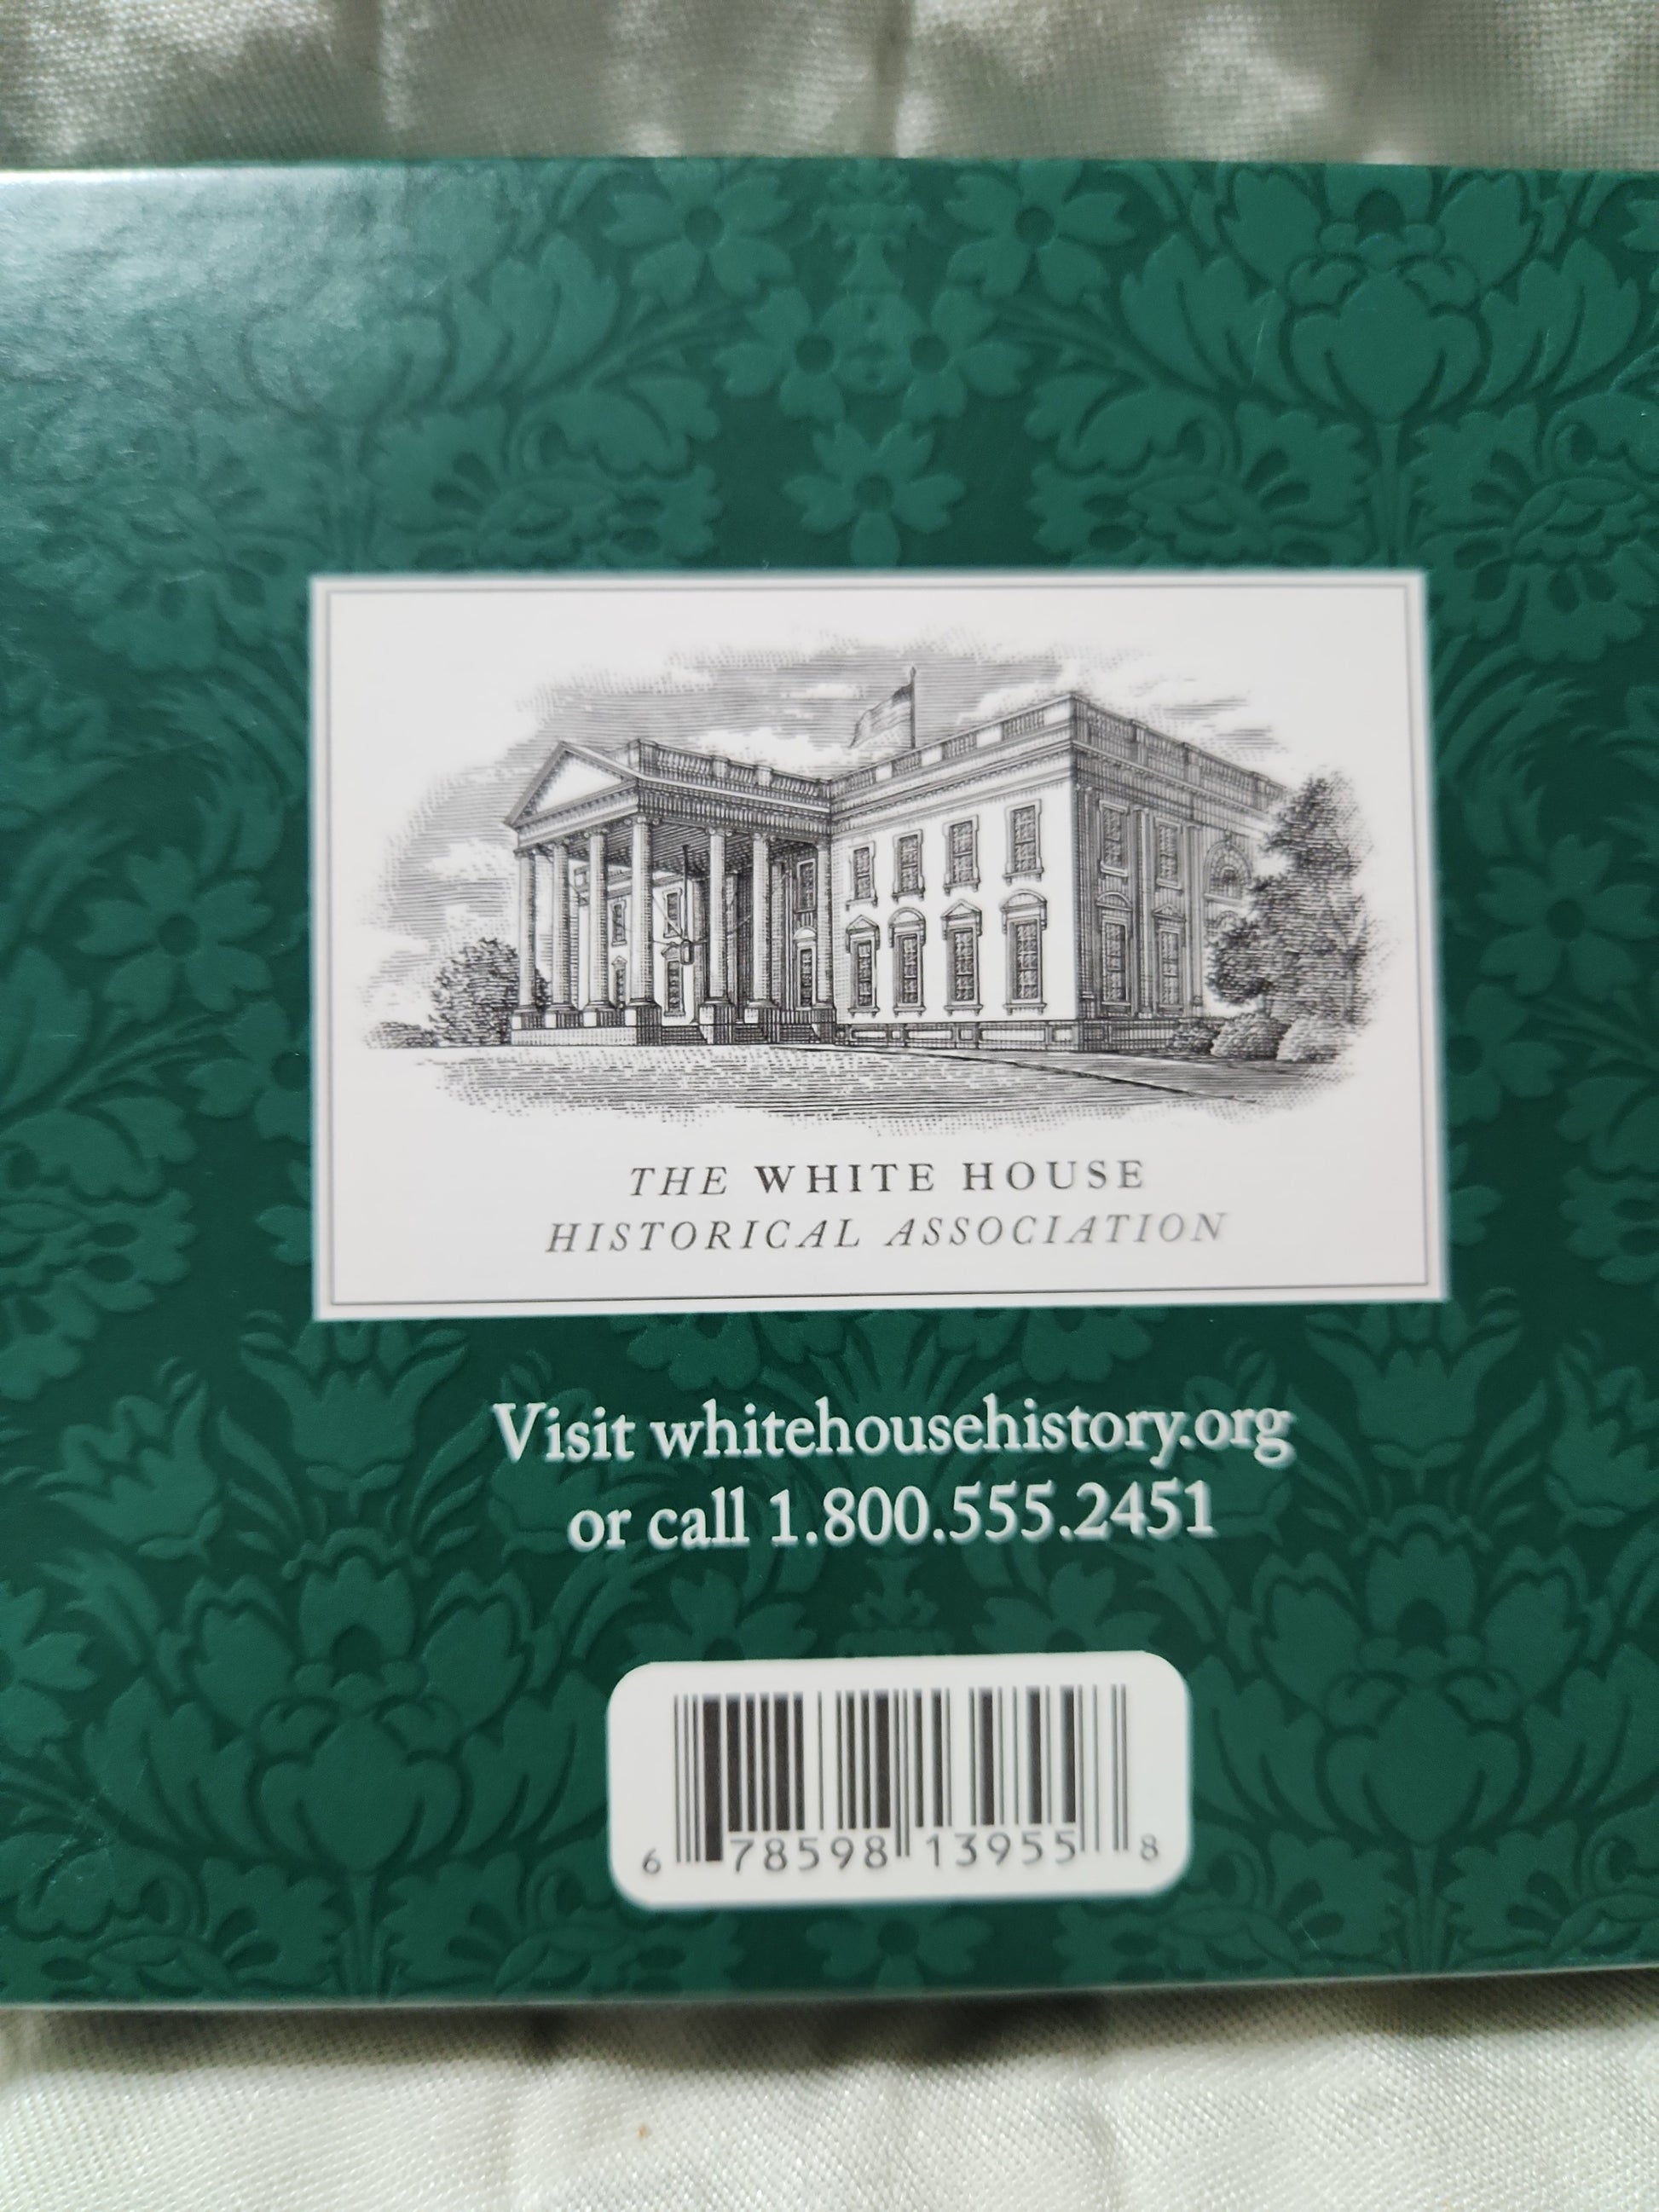 THE WHITE HOUSE
HISTORICAL ASSOCIATION
Visit whitehousehistory.org
or call 1.800.555.2451
6 78598 13955 8